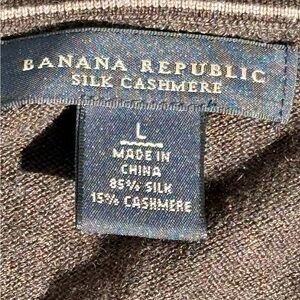 BANANA REPUBLIC
SILK CASHMERE
L
MADE IN
CHINA
85% SILK
15% CASHMERE